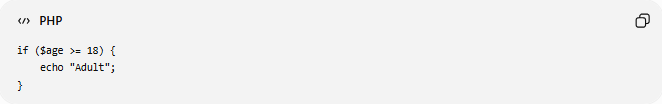 </> PHP
if ($age >= 18) {
    echo "Adult";
}